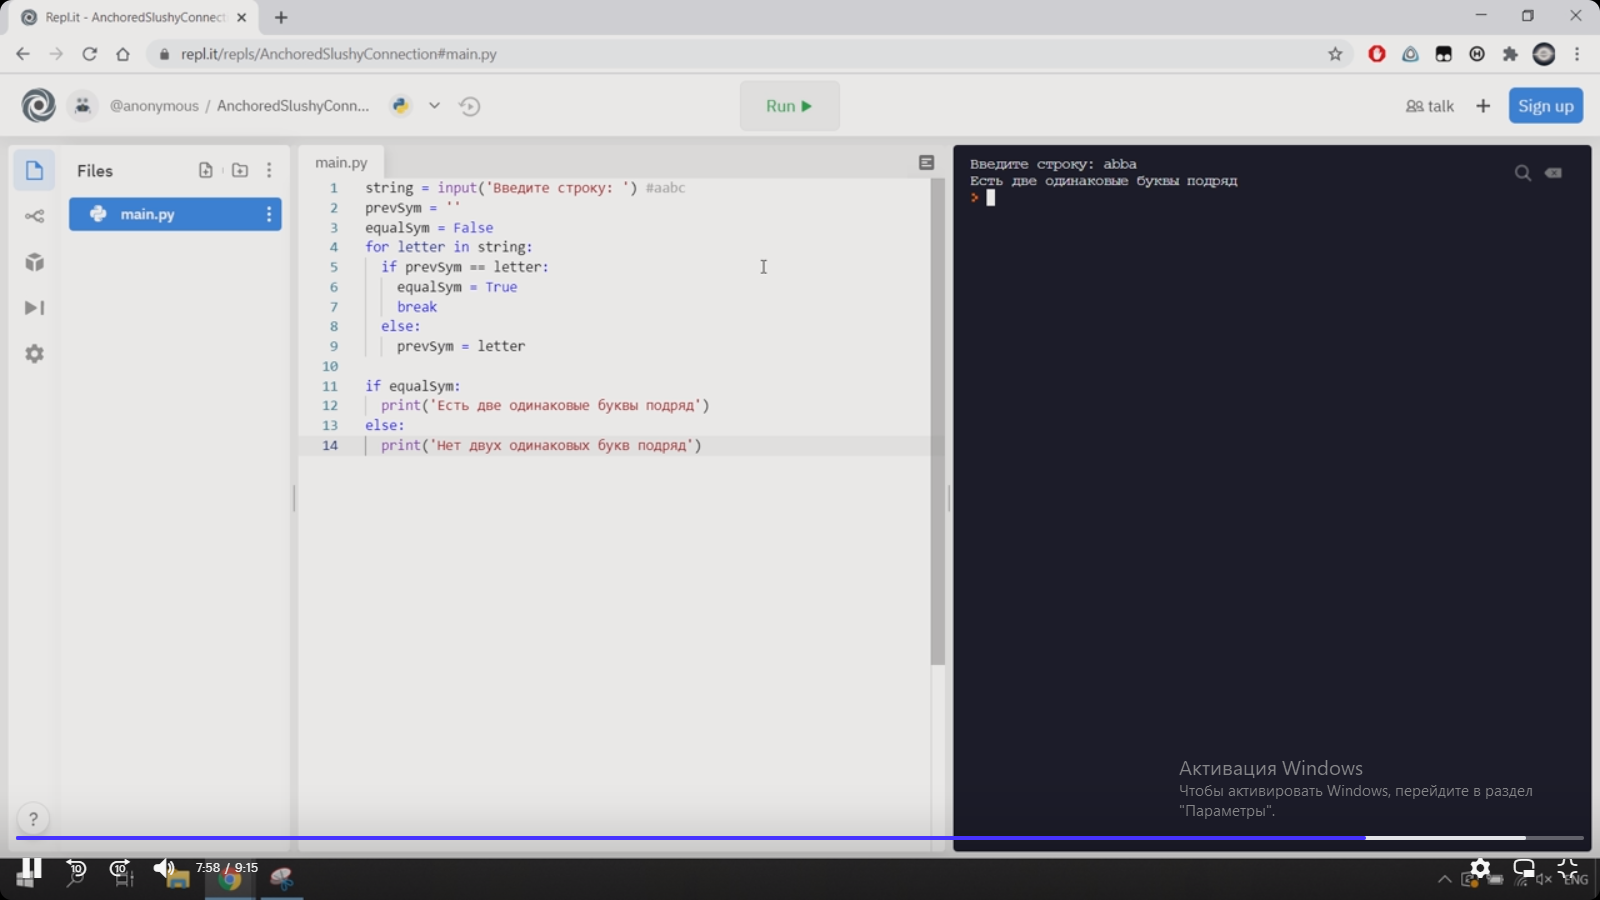 Repl.it - AnchoredSlushyConnect
repl.it/repls/AnchoredSlushyConnection#main.py
@anonymous / AnchoredSlushyConn...
Run
talk
Sign up
Files
main.py
main.py
1 string = input('Введите строку: ') #aabc
2 prevSym = ''
3 equalSym = False
4 for letter in string:
5 if prevSym == letter:
6 equalSym = True
7 break
8 else:
9 prevSym = letter
10
11 if equalSym:
12 print('Есть две одинаковые буквы подряд')
13 else:
14 print('Нет двух одинаковых букв подряд')
Введите строку: abba
Есть две одинаковые буквы подряд
>
Активация Windows
Чтобы активировать Windows, перейдите в раздел
"Параметры".
?
10
10
7:58 / 9:15
ENG